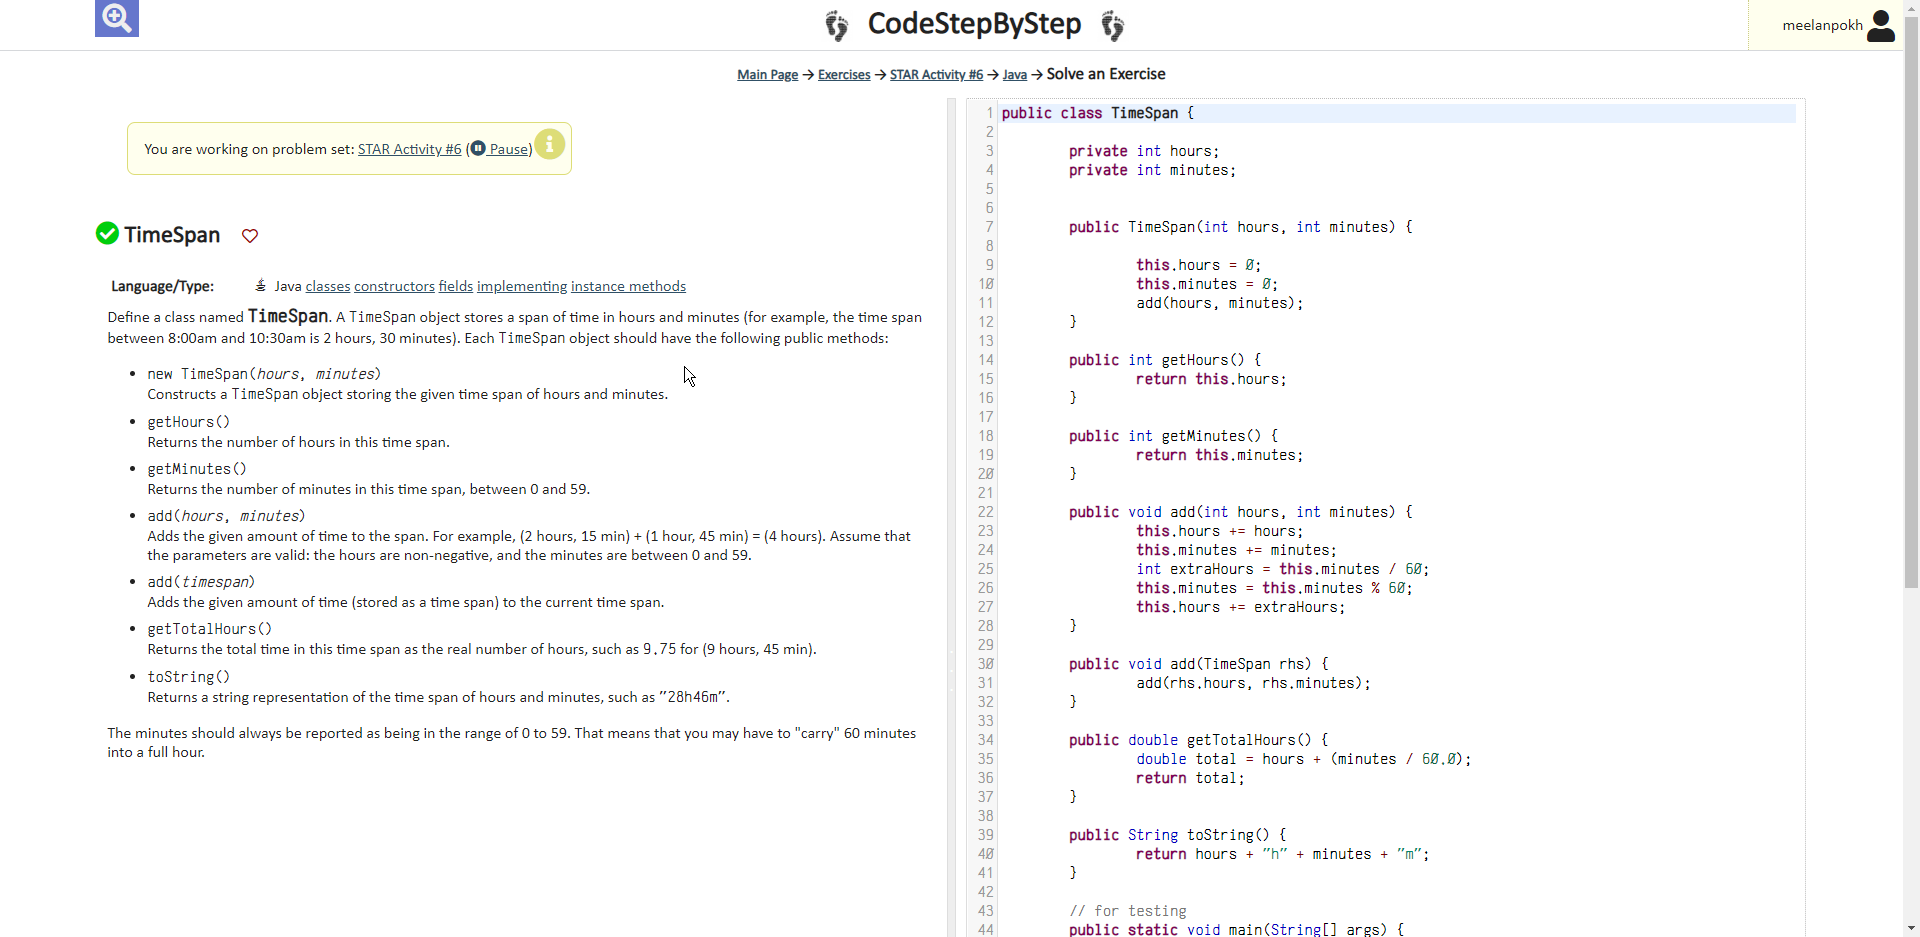 CodeStepByStep
meelanpokh
Main Page → Exercises → STAR Activity #6 → Java → Solve an Exercise
You are working on problem set: STAR Activity #6 ( Pause)
TimeSpan
Language/Type: Java classes constructors fields implementing instance methods
Define a class named TimeSpan. A TimeSpan object stores a span of time in hours and minutes (for example, the time span
between 8:00am and 10:30am is 2 hours, 30 minutes). Each TimeSpan object should have the following public methods:
• new TimeSpan(hours, minutes)
Constructs a TimeSpan object storing the given time span of hours and minutes.
• getHours()
Returns the number of hours in this time span.
• getMinutes()
Returns the number of minutes in this time span, between 0 and 59.
• add(hours, minutes)
Adds the given amount of time to the span. For example, (2 hours, 15 min) + (1 hour, 45 min) = (4 hours). Assume that
the parameters are valid: the hours are non-negative, and the minutes are between 0 and 59.
• add(timespan)
Adds the given amount of time (stored as a time span) to the current time span.
• getTotalHours()
Returns the total time in this time span as the real number of hours, such as 9.75 for (9 hours, 45 min).
• toString()
Returns a string representation of the time span of hours and minutes, such as "28h46m".
The minutes should always be reported as being in the range of 0 to 59. That means that you may have to "carry" 60 minutes
into a full hour.
1 public class TimeSpan {
2
3 private int hours;
4 private int minutes;
5
6
7 public TimeSpan(int hours, int minutes) {
8
9 this.hours = 0;
10 this.minutes = 0;
11 add(hours, minutes);
12 }
13
14 public int getHours() {
15 return this.hours;
16 }
17
18 public int getMinutes() {
19 return this.minutes;
20 }
21
22 public void add(int hours, int minutes) {
23 this.hours += hours;
24 this.minutes += minutes;
25 int extraHours = this.minutes / 60;
26 this.minutes = this.minutes % 60;
27 this.hours += extraHours;
28 }
29
30 public void add(TimeSpan rhs) {
31 add(rhs.hours, rhs.minutes);
32 }
33
34 public double getTotalHours() {
35 double total = hours + (minutes / 60.0);
36 return total;
37 }
38
39 public String toString() {
40 return hours + "h" + minutes + "m";
41 }
42
43 // for testing
44 public static void main(String[] args) {